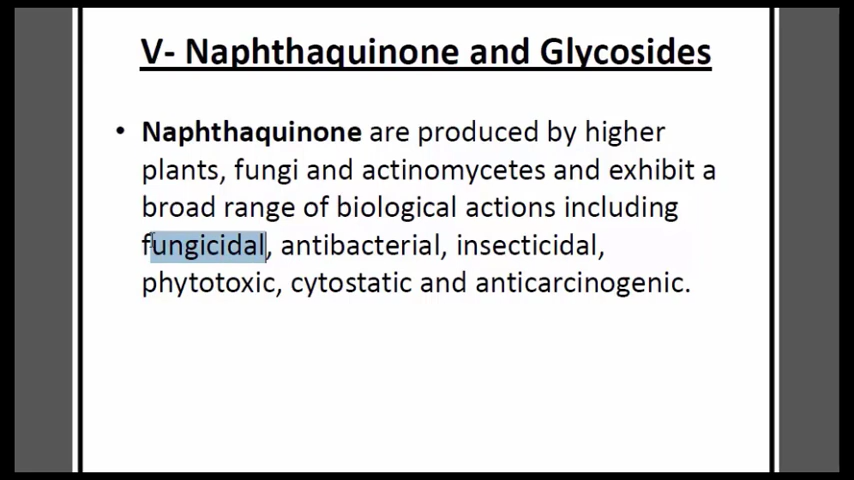 V- Naphthaquinone and Glycosides
• Naphthaquinone are produced by higher
plants, fungi and actinomycetes and exhibit a
broad range of biological actions including
fungicidal, antibacterial, insecticidal,
phytotoxic, cytostatic and anticarcinogenic.